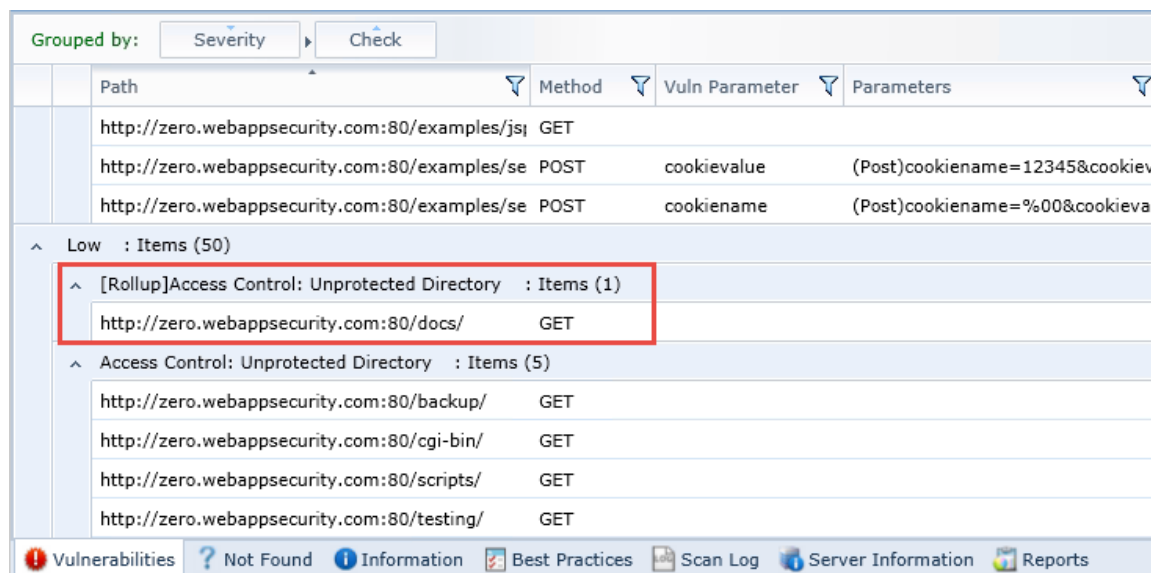 Grouped by: Severity Check
Path Method Vuln Parameter Parameters
http://zero.webappsecurity.com:80/examples/jsp GET
http://zero.webappsecurity.com:80/examples/se POST cookievalue (Post)cookiename=12345&cookiev
http://zero.webappsecurity.com:80/examples/se POST cookiename (Post)cookiename=%00&cookieva
Low : Items (50)
[Rollup]Access Control: Unprotected Directory : Items (1)
http://zero.webappsecurity.com:80/docs/ GET
Access Control: Unprotected Directory : Items (5)
http://zero.webappsecurity.com:80/backup/ GET
http://zero.webappsecurity.com:80/cgi-bin/ GET
http://zero.webappsecurity.com:80/scripts/ GET
http://zero.webappsecurity.com:80/testing/ GET
Vulnerabilities Not Found Information Best Practices Scan Log Server Information Reports